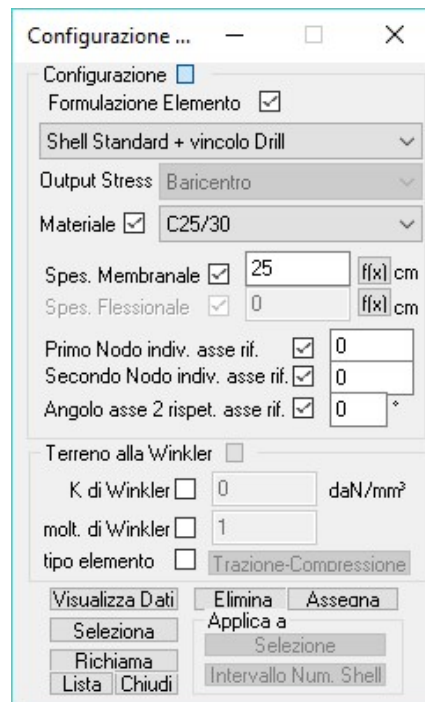 Configurazione ...
Configurazione
Formulazione Elemento
Shell Standard + vincolo Drill
Output Stress Baricentro
Materiale C25/30
Spes. Membranale 25 f(x) cm
Spes. Flessionale 0 f(x) cm
Primo Nodo indiv. asse rif. 0
Secondo Nodo indiv. asse rif. 0
Angolo asse 2 rispet. asse rif. 0 °
Terreno alla Winkler
K di Winkler 0 daN/mm³
molt. di Winkler 1
tipo elemento Trazione-Compressione
Visualizza Dati Elimina Assegna
Seleziona Applica a
Selezione
Richiama
Intervallo Num. Shell
Lista Chiudi